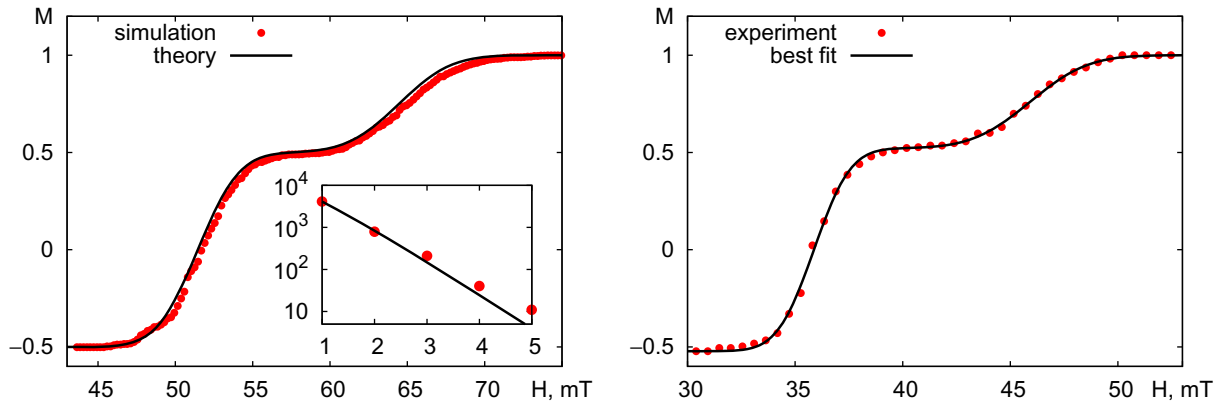 M
simulation
theory
1
0.5
0
−0.5
10^4
10^3
10^2
10
1 2 3 4 5
45 50 55 60 65 70 H, mT
M
experiment
best fit
1
0.5
0
−0.5
30 35 40 45 50 H, mT